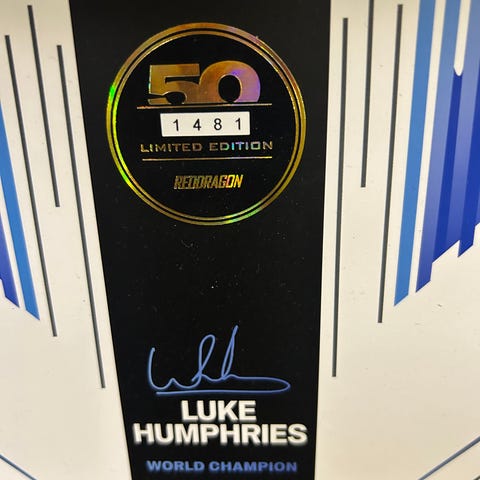 50
1481
LIMITED EDITION
REDDRAGON
LUKE
HUMPHRIES
WORLD CHAMPION